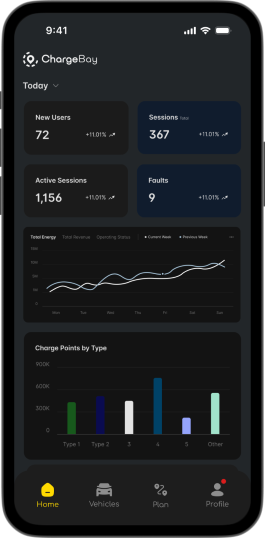 9:41
ChargeBay
Today
New Users
72 +11.01%
Sessions Total
367 +11.01%
Active Sessions
1,156 +11.01%
Faults
9 +11.01%
Total Energy Total Revenue Operating Status Current Week Previous Week
Mon Tue Wed Thu Fri Sat Sun
Charge Points by Type
900K
600K
300K
0
Type 1 Type 2 3 4 5 Other
Home Vehicles Plan Profile